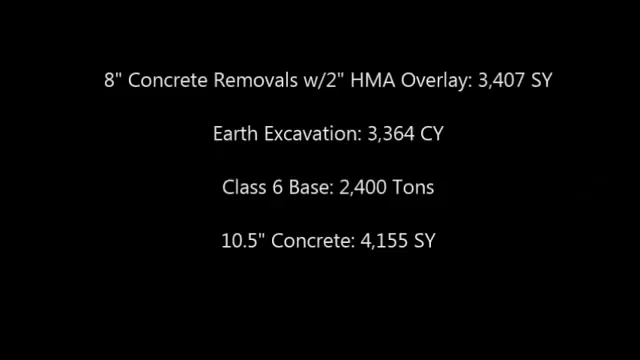 8" Concrete Removals w/2" HMA Overlay: 3,407 SY
Earth Excavation: 3,364 CY
Class 6 Base: 2,400 Tons
10.5" Concrete: 4,155 SY